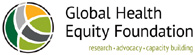 Global Health
Equity Foundation
research • advocacy • capacity building